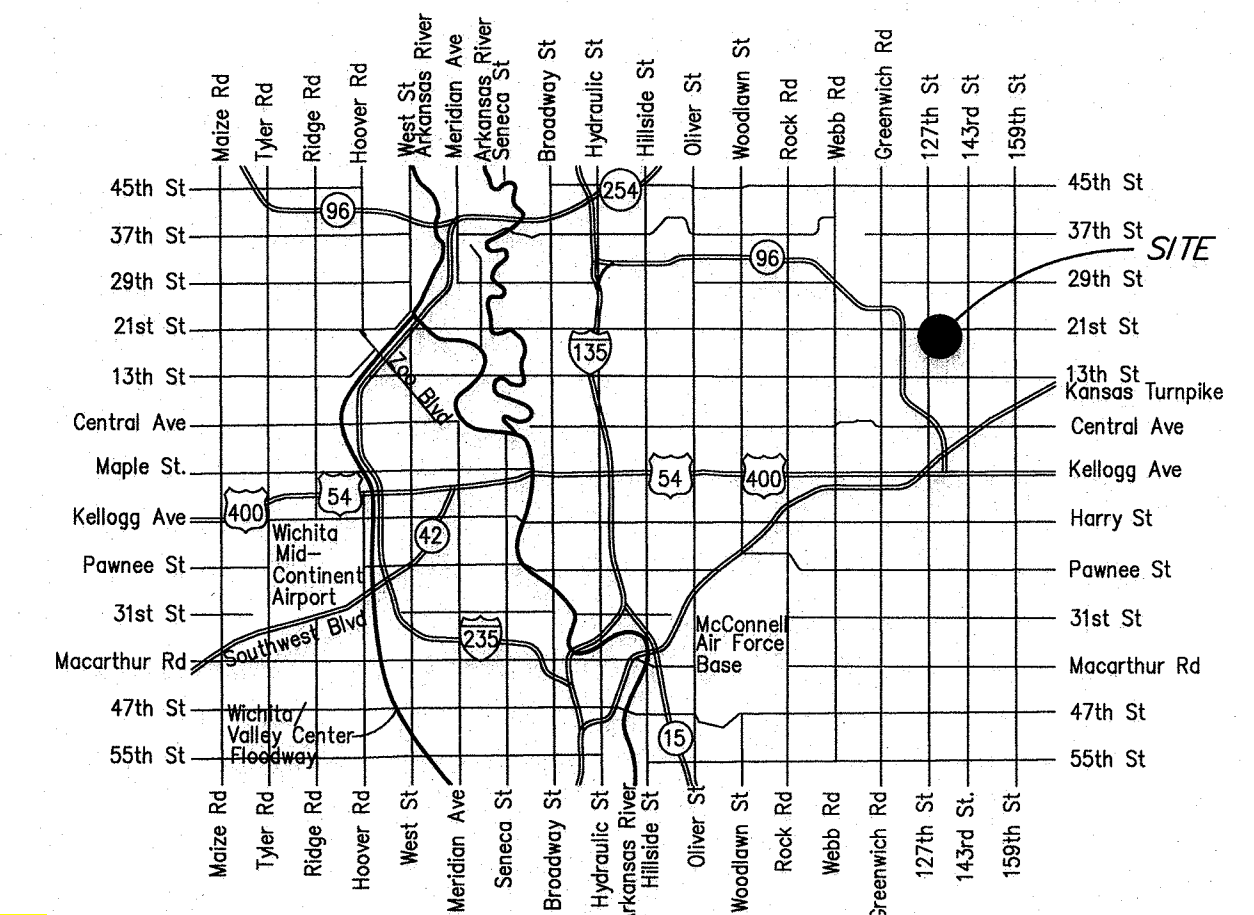 Maize Rd
Tyler Rd
Ridge Rd
Hoover Rd
West St
Arkansas River
Meridian Ave
Arkansas River
Seneca St
Broadway St
Hydraulic St
Hillside St
Oliver St
Woodlawn St
Rock Rd
Webb Rd
Greenwich Rd
127th St
143rd St
159th St
45th St
96
254
45th St
37th St
37th St
SITE
96
29th St
29th St
21st St
21st St
135
Zoo Blvd
13th St
13th St
Kansas Turnpike
Central Ave
Central Ave
Maple St.
54
400
Kellogg Ave
54
400
Kellogg Ave
Harry St
Wichita
Mid-
Continent
Airport
42
Pawnee St
Pawnee St
31st St
31st St
Southwest Blvd
235
McConnell
Air Force
Base
Macarthur Rd
Macarthur Rd
47th St
47th St
Wichita/
Valley Center
Floodway
15
55th St
55th St
Maize Rd
Tyler Rd
Ridge Rd
Hoover Rd
West St
Meridian Ave
Seneca St
Broadway St
Hydraulic St
Arkansas River
Hillside St
Oliver St
Woodlawn St
Rock Rd
Webb Rd
Greenwich Rd
127th St
143rd St.
159th St